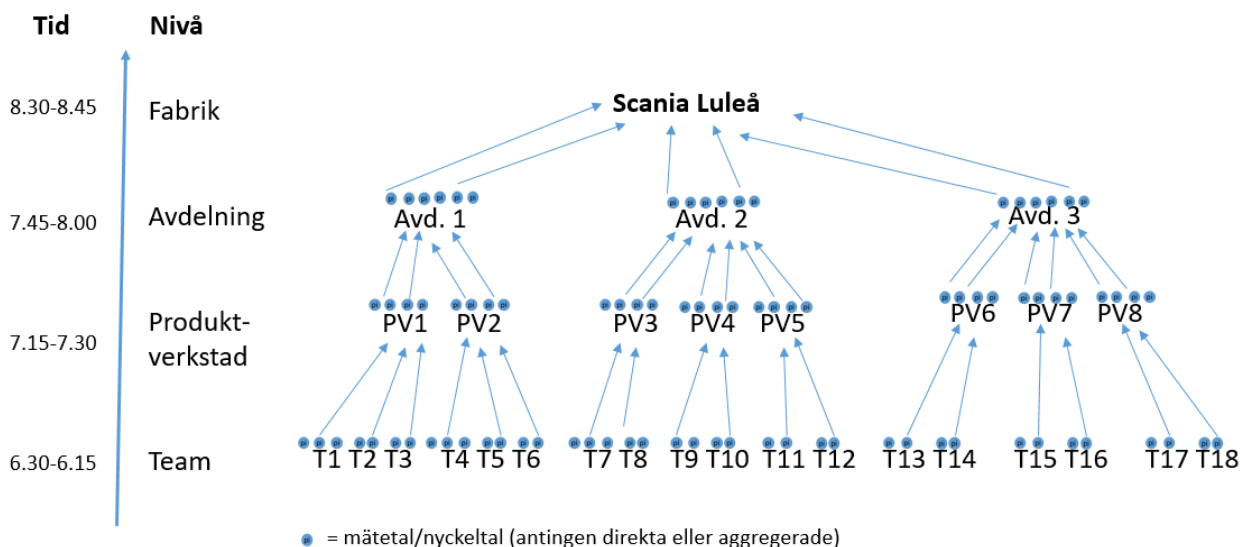 Tid Nivå
8.30-8.45 Fabrik Scania Luleå
7.45-8.00 Avdelning Avd. 1 Avd. 2 Avd. 3
7.15-7.30 Produkt-
verkstad PV1 PV2 PV3 PV4 PV5 PV6 PV7 PV8
6.30-6.15 Team T1 T2 T3 T4 T5 T6 T7 T8 T9 T10 T11 T12 T13 T14 T15 T16 T17 T18
pi = mätetal/nyckeltal (antingen direkta eller aggregerade)